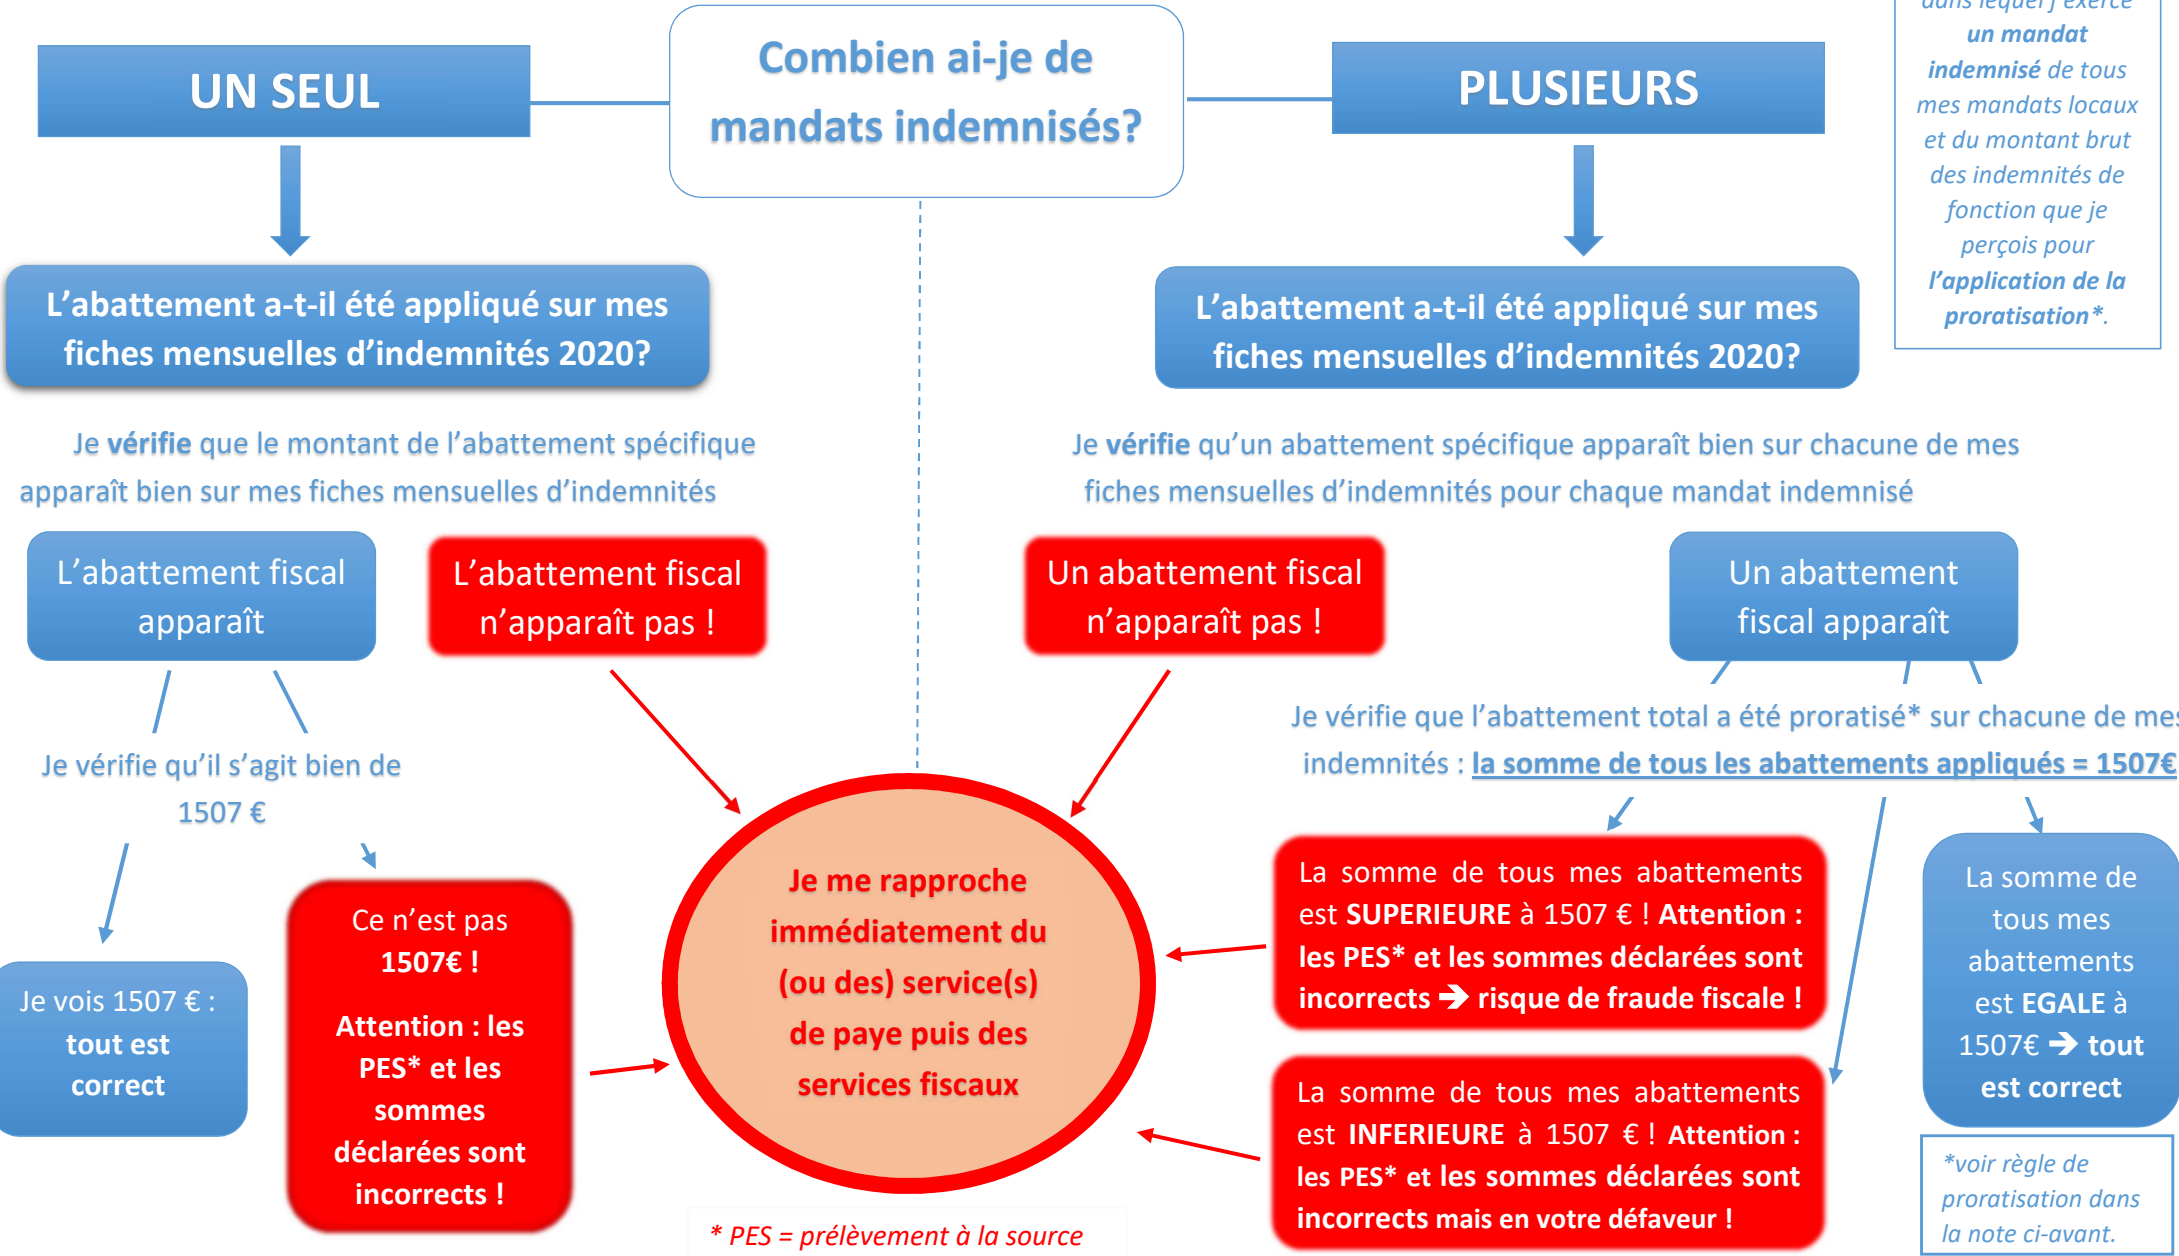 Combien ai-je de
mandats indemnisés?
UN SEUL
PLUSIEURS
dans lequel j'exerce
un mandat
indemnisé de tous
mes mandats locaux
et du montant brut
des indemnités de
fonction que je
perçois pour
l'application de la
proratisation*.
L'abattement a-t-il été appliqué sur mes
fiches mensuelles d'indemnités 2020?
L'abattement a-t-il été appliqué sur mes
fiches mensuelles d'indemnités 2020?
Je vérifie que le montant de l'abattement spécifique
apparaît bien sur mes fiches mensuelles d'indemnités
Je vérifie qu'un abattement spécifique apparaît bien sur chacune de mes
fiches mensuelles d'indemnités pour chaque mandat indemnisé
L'abattement fiscal
apparaît
L'abattement fiscal
n'apparaît pas !
Un abattement fiscal
n'apparaît pas !
Un abattement
fiscal apparaît
Je vérifie qu'il s'agit bien de
1507 €
Je vérifie que l'abattement total a été proratisé* sur chacune de mes
indemnités : la somme de tous les abattements appliqués = 1507€
Je vois 1507 € :
tout est
correct
Ce n'est pas
1507€ !
Attention : les
PES* et les
sommes
déclarées sont
incorrects !
Je me rapproche
immédiatement du
(ou des) service(s)
de paye puis des
services fiscaux
La somme de tous mes abattements
est SUPERIEURE à 1507 € ! Attention :
les PES* et les sommes déclarées sont
incorrects ➔ risque de fraude fiscale !
La somme de tous mes abattements
est INFERIEURE à 1507 € ! Attention :
les PES* et les sommes déclarées sont
incorrects mais en votre défaveur !
La somme de
tous mes
abattements
est EGALE à
1507€ ➔ tout
est correct
* PES = prélèvement à la source
*voir règle de
proratisation dans
la note ci-avant.